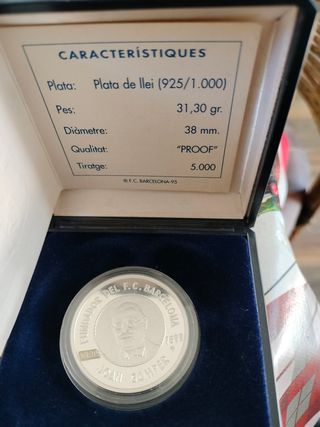 CARACTERÍSTIQUES
Plata: Plata de llei (925/1.000)
Pes: 31,30 gr.
Diàmetre: 38 mm.
Qualitat: "PROOF"
Tiratge: 5.000
© F.C. BARCELONA-95
FUNDADOR DEL F.C. BARCELONA
JOAN GAMPER